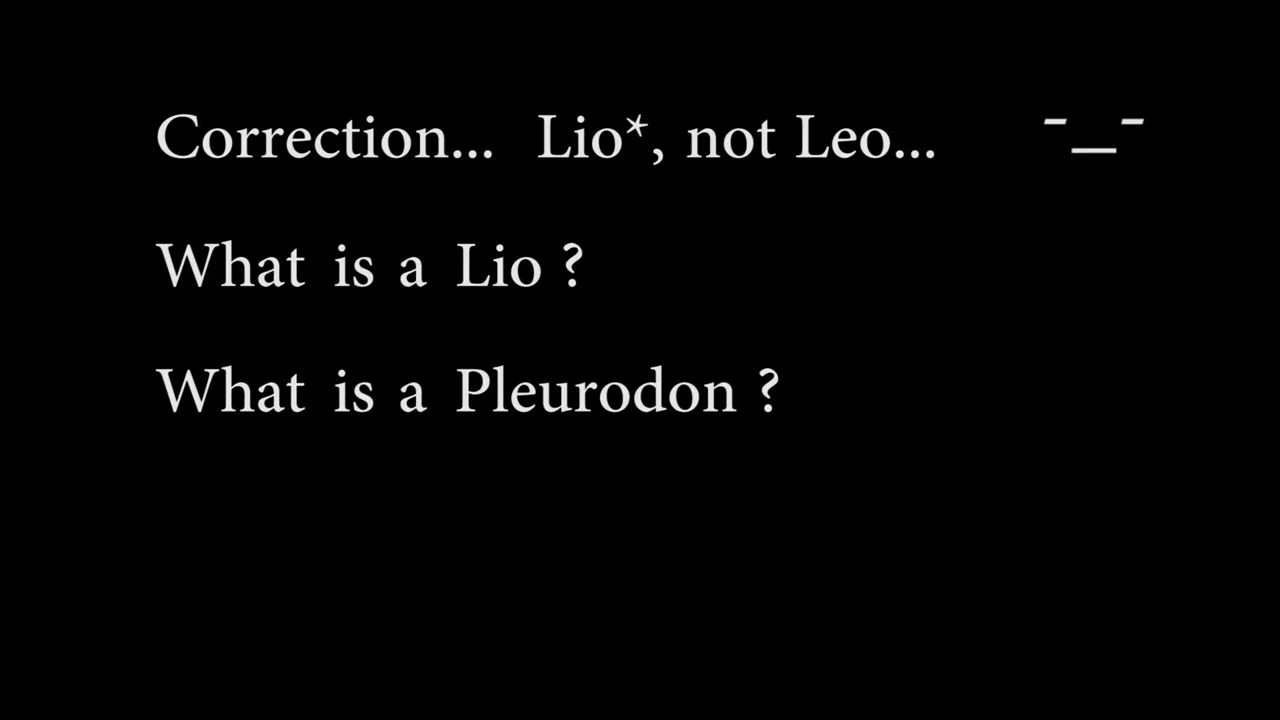 Correction... Lio*, not Leo... -_-
What is a Lio ?
What is a Pleurodon ?